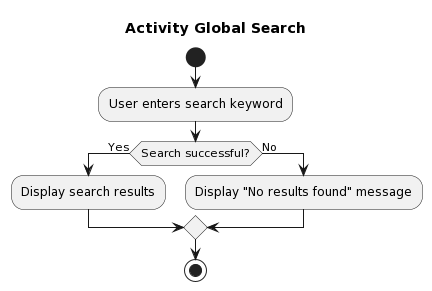 Activity Global Search
User enters search keyword
Yes
Search successful?
No
Display search results
Display "No results found" message